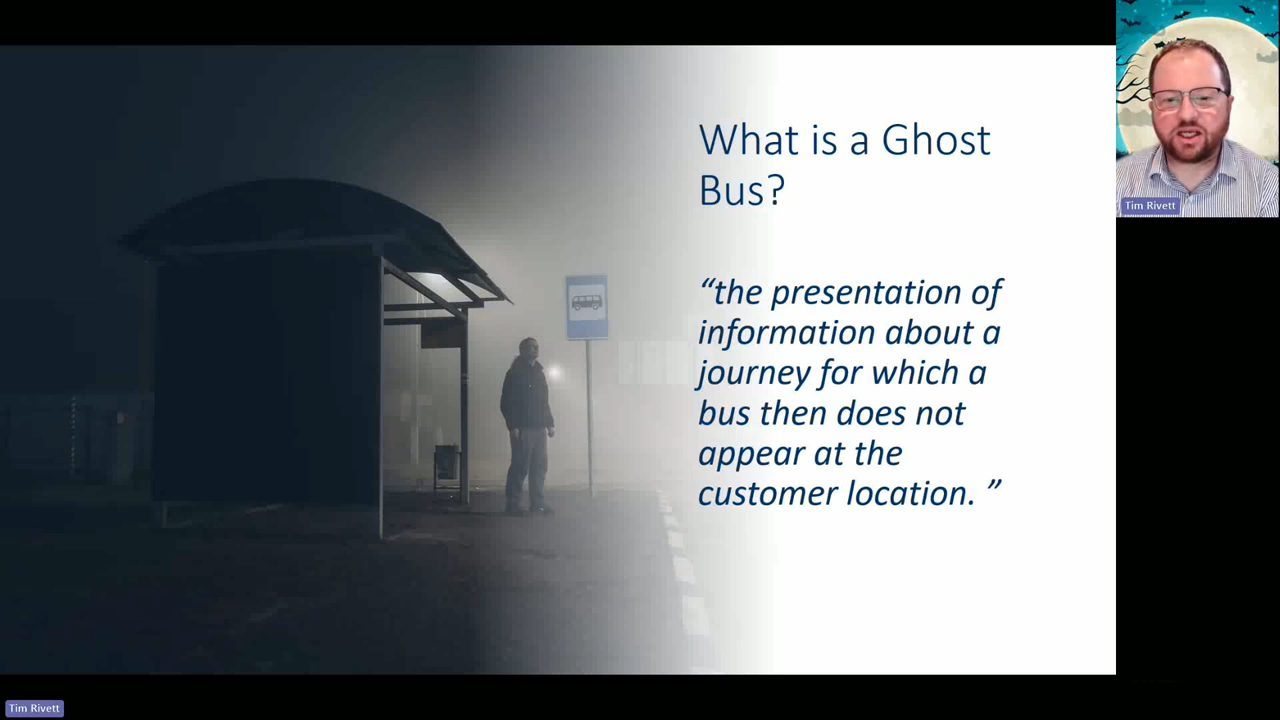 What is a Ghost
Bus?
“the presentation of
information about a
journey for which a
bus then does not
appear at the
customer location. ”
Tim Rivett
Tim Rivett